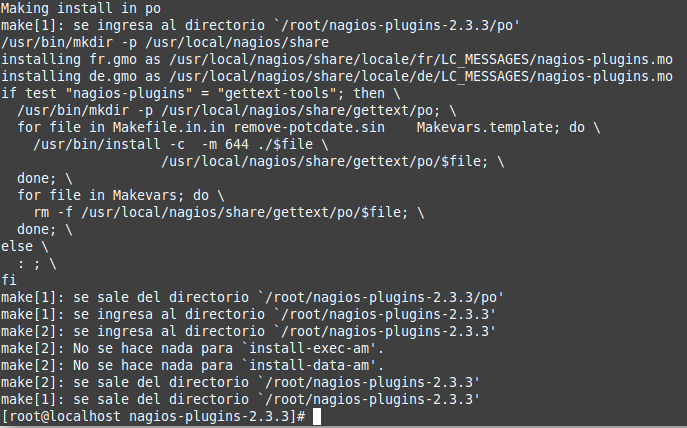 Making install in po
make[1]: se ingresa al directorio `/root/nagios-plugins-2.3.3/po'
/usr/bin/mkdir -p /usr/local/nagios/share
installing fr.gmo as /usr/local/nagios/share/locale/fr/LC_MESSAGES/nagios-plugins.mo
installing de.gmo as /usr/local/nagios/share/locale/de/LC_MESSAGES/nagios-plugins.mo
if test "nagios-plugins" = "gettext-tools"; then \
  /usr/bin/mkdir -p /usr/local/nagios/share/gettext/po; \
  for file in Makefile.in.in remove-potcdate.sin    Makevars.template; do \
    /usr/bin/install -c  -m 644 ./$file \
                    /usr/local/nagios/share/gettext/po/$file; \
  done; \
  for file in Makevars; do \
    rm -f /usr/local/nagios/share/gettext/po/$file; \
  done; \
else \
  : ; \
fi
make[1]: se sale del directorio `/root/nagios-plugins-2.3.3/po'
make[1]: se ingresa al directorio `/root/nagios-plugins-2.3.3'
make[2]: se ingresa al directorio `/root/nagios-plugins-2.3.3'
make[2]: No se hace nada para `install-exec-am'.
make[2]: No se hace nada para `install-data-am'.
make[2]: se sale del directorio `/root/nagios-plugins-2.3.3'
make[1]: se sale del directorio `/root/nagios-plugins-2.3.3'
[root@localhost nagios-plugins-2.3.3]#